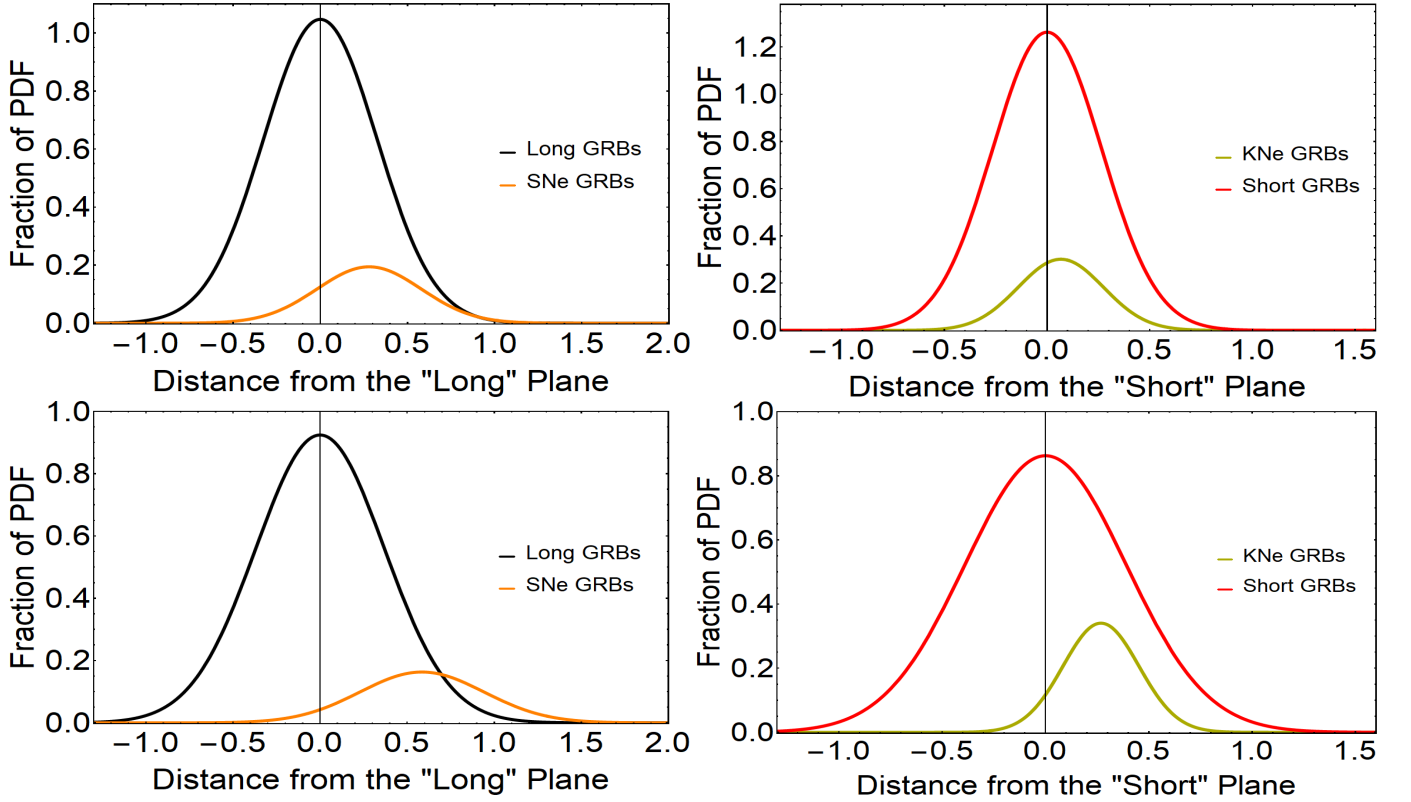 Fraction of PDF
1.0
0.8
0.6
0.4
0.2
0.0
Long GRBs
SNe GRBs
−1.0 −0.5 0.0 0.5 1.0 1.5 2.0
Distance from the "Long" Plane
Fraction of PDF
1.2
1.0
0.8
0.6
0.4
0.2
0.0
KNe GRBs
Short GRBs
−1.0 −0.5 0.0 0.5 1.0 1.5
Distance from the "Short" Plane
Fraction of PDF
1.0
0.8
0.6
0.4
0.2
0.0
Long GRBs
SNe GRBs
−1.0 −0.5 0.0 0.5 1.0 1.5 2.0
Distance from the "Long" Plane
Fraction of PDF
1.0
0.8
0.6
0.4
0.2
0.0
KNe GRBs
Short GRBs
−1.0 −0.5 0.0 0.5 1.0 1.5
Distance from the "Short" Plane